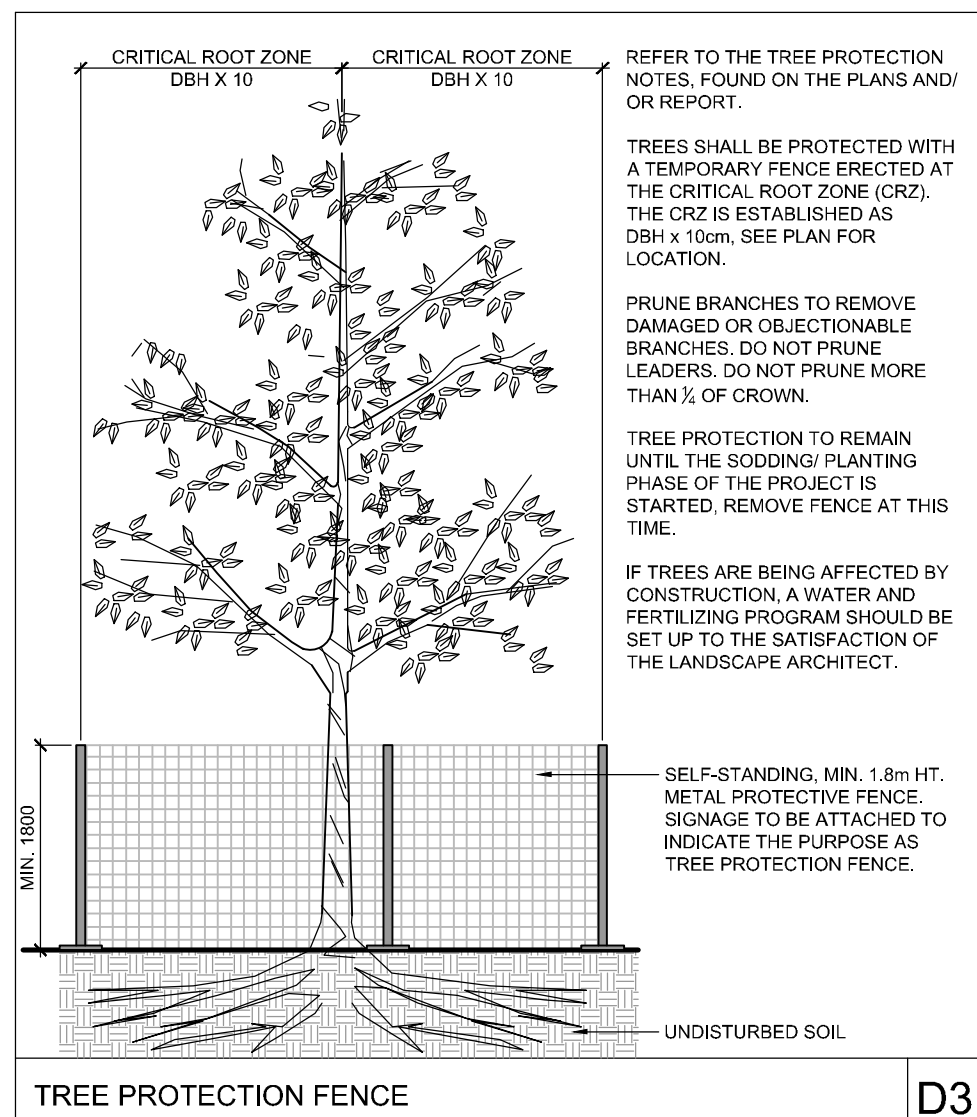 CRITICAL ROOT ZONE
DBH X 10
CRITICAL ROOT ZONE
DBH X 10
REFER TO THE TREE PROTECTION
NOTES, FOUND ON THE PLANS AND/
OR REPORT.
TREES SHALL BE PROTECTED WITH
A TEMPORARY FENCE ERECTED AT
THE CRITICAL ROOT ZONE (CRZ).
THE CRZ IS ESTABLISHED AS
DBH x 10cm, SEE PLAN FOR
LOCATION.
PRUNE BRANCHES TO REMOVE
DAMAGED OR OBJECTIONABLE
BRANCHES. DO NOT PRUNE
LEADERS. DO NOT PRUNE MORE
THAN ¼ OF CROWN.
TREE PROTECTION TO REMAIN
UNTIL THE SODDING/ PLANTING
PHASE OF THE PROJECT IS
STARTED, REMOVE FENCE AT THIS
TIME.
IF TREES ARE BEING AFFECTED BY
CONSTRUCTION, A WATER AND
FERTILIZING PROGRAM SHOULD BE
SET UP TO THE SATISFACTION OF
THE LANDSCAPE ARCHITECT.
MIN. 1800
SELF-STANDING, MIN. 1.8m HT.
METAL PROTECTIVE FENCE.
SIGNAGE TO BE ATTACHED TO
INDICATE THE PURPOSE AS
TREE PROTECTION FENCE.
UNDISTURBED SOIL
TREE PROTECTION FENCE
D3